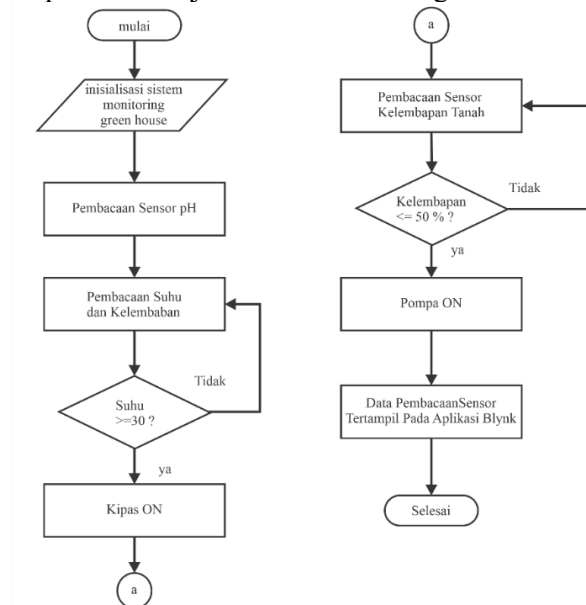 mulai
inisialisasi sistem
monitoring
green house
Pembacaan Sensor pH
Pembacaan Suhu
dan Kelembaban
Tidak
Suhu
>=30 ?
ya
Kipas ON
a
a
Pembacaan Sensor
Kelembapan Tanah
Tidak
Kelembapan
<= 50 % ?
ya
Pompa ON
Data PembacaanSensor
Tertampil Pada Aplikasi Blynk
Selesai